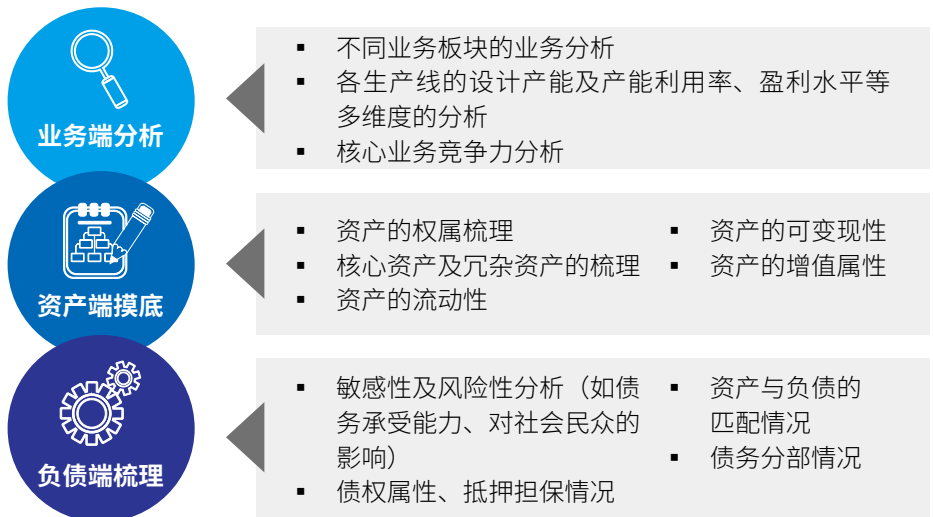 业务端分析
▪ 不同业务板块的业务分析
▪ 各生产线的设计产能及产能利用率、盈利水平等
多维度的分析
▪ 核心业务竞争力分析
资产端摸底
▪ 资产的权属梳理
▪ 核心资产及冗杂资产的梳理
▪ 资产的流动性
▪ 资产的可变现性
▪ 资产的增值属性
负债端梳理
▪ 敏感性及风险性分析（如债
务承受能力、对社会民众的
影响）
▪ 债权属性、抵押担保情况
▪ 资产与负债的
匹配情况
▪ 债务分部情况